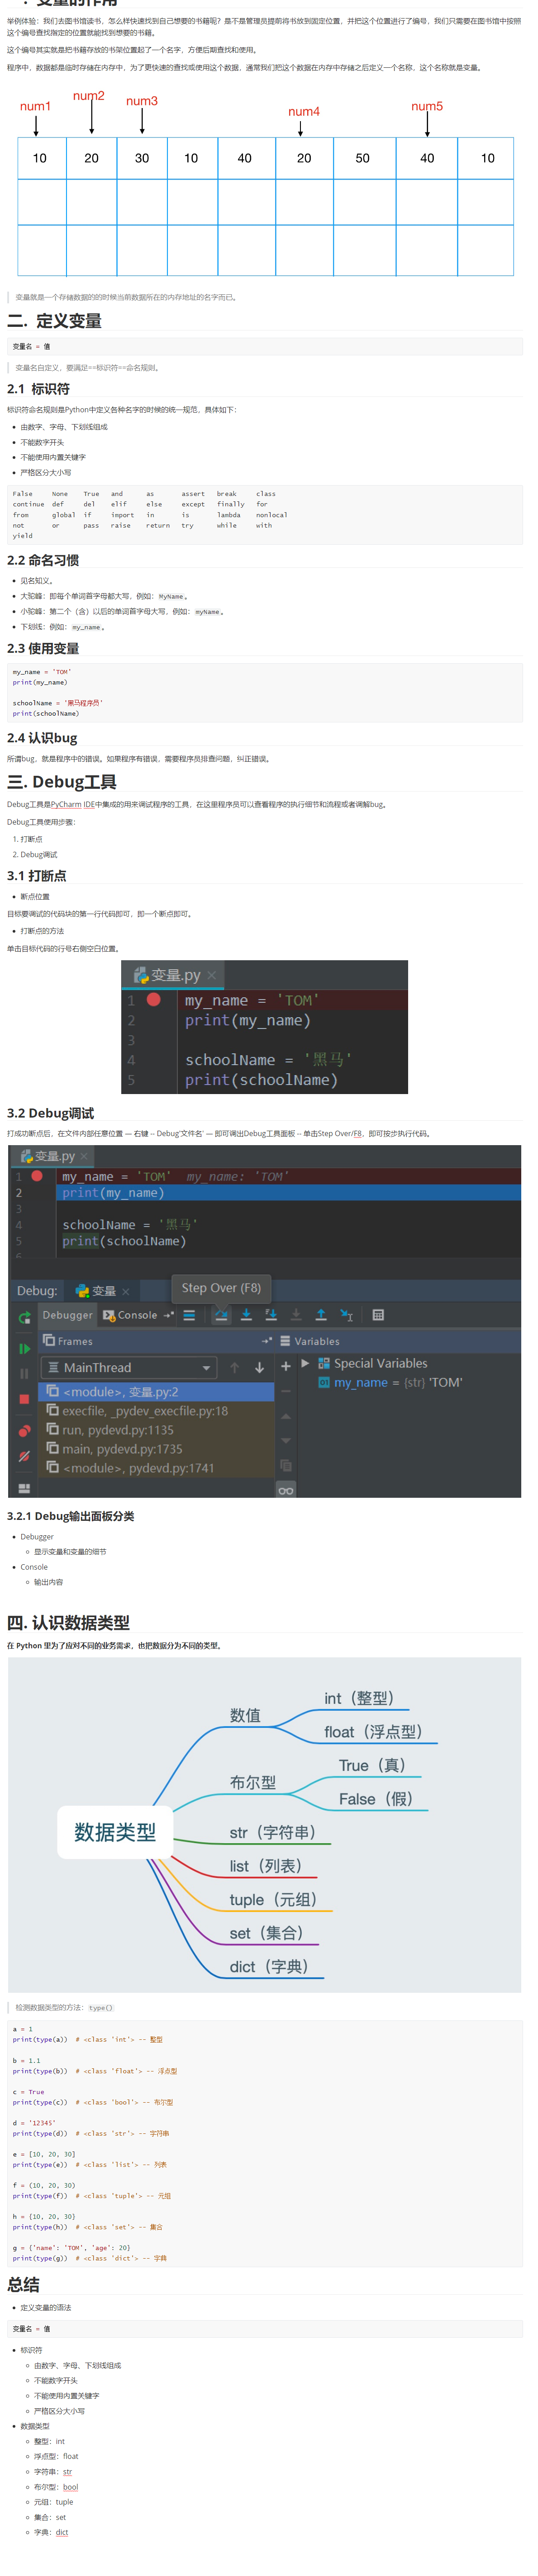 一. 变量的作用
举例体验：我们去图书馆读书，怎么样快速找到自己想要的书籍呢？是不是管理员提前将书放到固定位置，并把这个位置进行了编号，我们只需要在图书馆中按照
这个编号查找指定的位置就能找到想要的书籍。
这个编号其实就是把书籍存放的书架位置起了一个名字，方便后期查找和使用。
程序中，数据都是临时存储在内存中，为了更快速的查找或使用这个数据，通常我们把这个数据在内存中存储之后定义一个名称，这个名称就是变量。
num1 num2 num3 num4 num5
10 20 30 10 40 20 50 40 10
变量就是一个存储数据的的时候当前数据所在的内存地址的名字而已。
二. 定义变量
变量名 = 值
变量名自定义，要满足==标识符==命名规则。
2.1 标识符
标识符命名规则是Python中定义各种名字的时候的统一规范，具体如下：
由数字、字母、下划线组成
不能数字开头
不能使用内置关键字
严格区分大小写
False None True and as assert break class
continue def del elif else except finally for
from global if import in is lambda nonlocal
not or pass raise return try while with
yield
2.2 命名习惯
见名知义。
大驼峰：即每个单词首字母都大写，例如：MyName。
小驼峰：第二个（含）以后的单词首字母大写，例如：myName。
下划线：例如：my_name。
2.3 使用变量
my_name = 'TOM'
print(my_name)
schoolName = '黑马程序员'
print(schoolName)
2.4 认识bug
所谓bug，就是程序中的错误。如果程序有错误，需要程序员排查问题，纠正错误。
三. Debug工具
Debug工具是PyCharm IDE中集成的用来调试程序的工具，在这里程序员可以查看程序的执行细节和流程或者调解bug。
Debug工具使用步骤：
1. 打断点
2. Debug调试
3.1 打断点
断点位置
目标要调试的代码块的第一行代码即可，即一个断点即可。
打断点的方法
单击目标代码的行号右侧空白位置。
变量.py
1 my_name = 'TOM'
2 print(my_name)
3
4 schoolName = '黑马'
5 print(schoolName)
3.2 Debug调试
打成功断点后，在文件内部任意位置 — 右键 -- Debug'文件名' — 即可调出Debug工具面板 -- 单击Step Over/F8，即可按步执行代码。
变量.py
1 my_name = 'TOM' my_name: 'TOM'
2 print(my_name)
3
4 schoolName = '黑马'
5 print(schoolName)
6
Step Over (F8)
Debug: 变量
Debugger Console
Frames Variables
MainThread
Special Variables
<module>, 变量.py:2
my_name = {str} 'TOM'
execfile, _pydev_execfile.py:18
run, pydevd.py:1135
main, pydevd.py:1735
<module>, pydevd.py:1741
3.2.1 Debug输出面板分类
Debugger
显示变量和变量的细节
Console
输出内容
四. 认识数据类型
在 Python 里为了应对不同的业务需求，也把数据分为不同的类型。
数据类型
数值
int（整型）
float（浮点型）
布尔型
True（真）
False（假）
str（字符串）
list（列表）
tuple（元组）
set（集合）
dict（字典）
检测数据类型的方法：type()
a = 1
print(type(a)) # <class 'int'> -- 整型
b = 1.1
print(type(b)) # <class 'float'> -- 浮点型
c = True
print(type(c)) # <class 'bool'> -- 布尔型
d = '12345'
print(type(d)) # <class 'str'> -- 字符串
e = [10, 20, 30]
print(type(e)) # <class 'list'> -- 列表
f = (10, 20, 30)
print(type(f)) # <class 'tuple'> -- 元组
h = {10, 20, 30}
print(type(h)) # <class 'set'> -- 集合
g = {'name': 'TOM', 'age': 20}
print(type(g)) # <class 'dict'> -- 字典
总结
定义变量的语法
变量名 = 值
标识符
由数字、字母、下划线组成
不能数字开头
不能使用内置关键字
严格区分大小写
数据类型
整型：int
浮点型：float
字符串：str
布尔型：bool
元组：tuple
集合：set
字典：dict